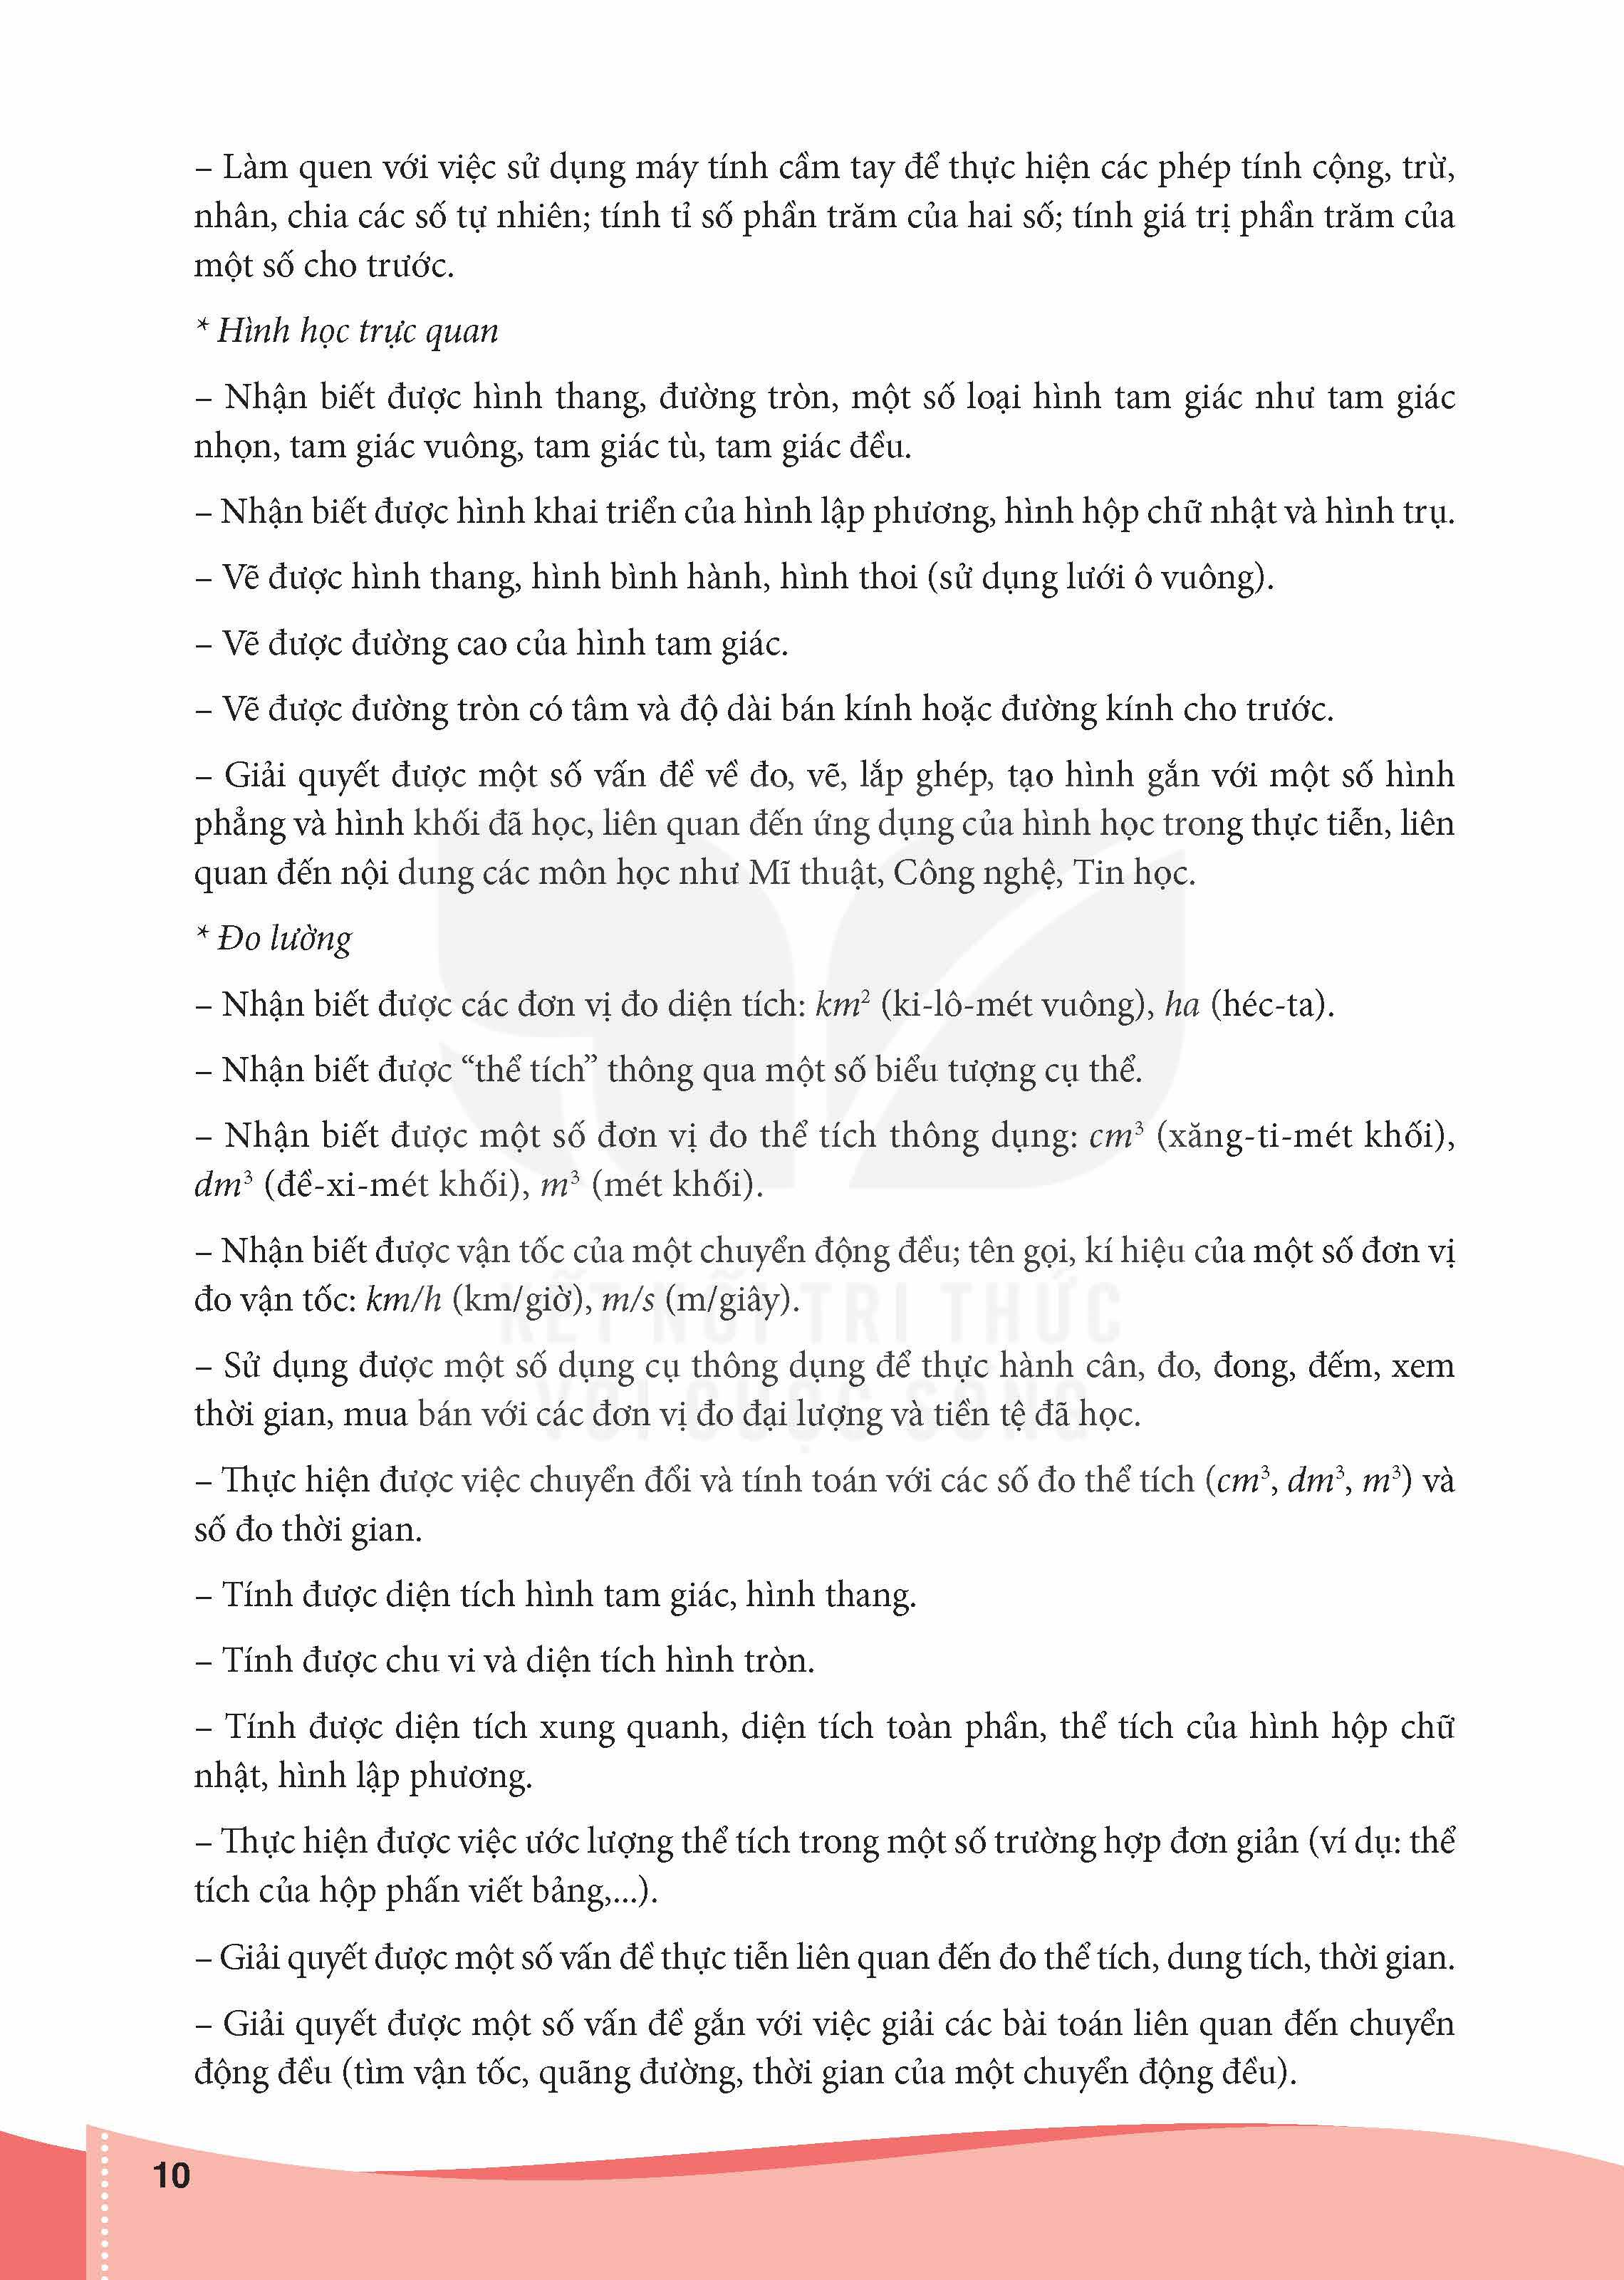 – Làm quen với việc sử dụng máy tính cầm tay để thực hiện các phép tính cộng, trừ,
nhân, chia các số tự nhiên; tính tỉ số phần trăm của hai số; tính giá trị phần trăm của
một số cho trước.
* Hình học trực quan
– Nhận biết được hình thang, đường tròn, một số loại hình tam giác như tam giác
nhọn, tam giác vuông, tam giác tù, tam giác đều.
– Nhận biết được hình khai triển của hình lập phương, hình hộp chữ nhật và hình trụ.
– Vẽ được hình thang, hình bình hành, hình thoi (sử dụng lưới ô vuông).
– Vẽ được đường cao của hình tam giác.
– Vẽ được đường tròn có tâm và độ dài bán kính hoặc đường kính cho trước.
– Giải quyết được một số vấn đề về đo, vẽ, lắp ghép, tạo hình gắn với một số hình
phẳng và hình khối đã học, liên quan đến ứng dụng của hình học trong thực tiễn, liên
quan đến nội dung các môn học như Mĩ thuật, Công nghệ, Tin học.
* Đo lường
– Nhận biết được các đơn vị đo diện tích: km² (ki-lô-mét vuông), ha (héc-ta).
– Nhận biết được “thể tích” thông qua một số biểu tượng cụ thể.
– Nhận biết được một số đơn vị đo thể tích thông dụng: cm³ (xăng-ti-mét khối),
dm³ (đề-xi-mét khối), m³ (mét khối).
– Nhận biết được vận tốc của một chuyển động đều; tên gọi, kí hiệu của một số đơn vị
đo vận tốc: km/h (km/giờ), m/s (m/giây).
KẾT NỐI TRI THỨC
– Sử dụng được một số dụng cụ thông dụng để thực hành cân, đo, đong, đếm, xem
thời gian, mua bán với các đơn vị đo đại lượng và tiền tệ đã học.
VỚI CUỘC SỐNG
– Thực hiện được việc chuyển đổi và tính toán với các số đo thể tích (cm³, dm³, m³) và
số đo thời gian.
– Tính được diện tích hình tam giác, hình thang.
– Tính được chu vi và diện tích hình tròn.
– Tính được diện tích xung quanh, diện tích toàn phần, thể tích của hình hộp chữ
nhật, hình lập phương.
– Thực hiện được việc ước lượng thể tích trong một số trường hợp đơn giản (ví dụ: thể
tích của hộp phấn viết bảng,...).
– Giải quyết được một số vấn đề thực tiễn liên quan đến đo thể tích, dung tích, thời gian.
– Giải quyết được một số vấn đề gắn với việc giải các bài toán liên quan đến chuyển
động đều (tìm vận tốc, quãng đường, thời gian của một chuyển động đều).
10